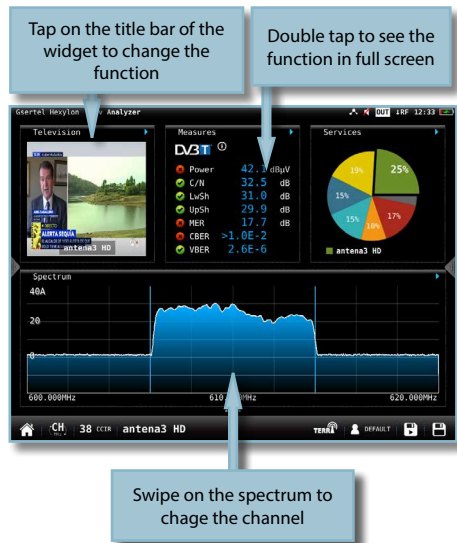 Tap on the title bar of the
widget to change the
function
Double tap to see the
function in full screen
Gsertel Hexylon Analyzer
OUT ↓RF 12:33
Television
antena3 HD
ALERTA SEQUÍA
Measures
DVB T
Power 42.1 dBµV
C/N 32.5 dB
LwSh 31.0 dB
UpSh 29.9 dB
MER 17.7 dB
CBER >1.0E-2
VBER 2.6E-6
Services
19%
25%
15%
15%
10%
17%
antena3 HD
Spectrum
40
20
0
600.000MHz
620.000MHz
CH 38 CCIR antena3 HD
TERR
DEFAULT
Swipe on the spectrum to
chage the channel